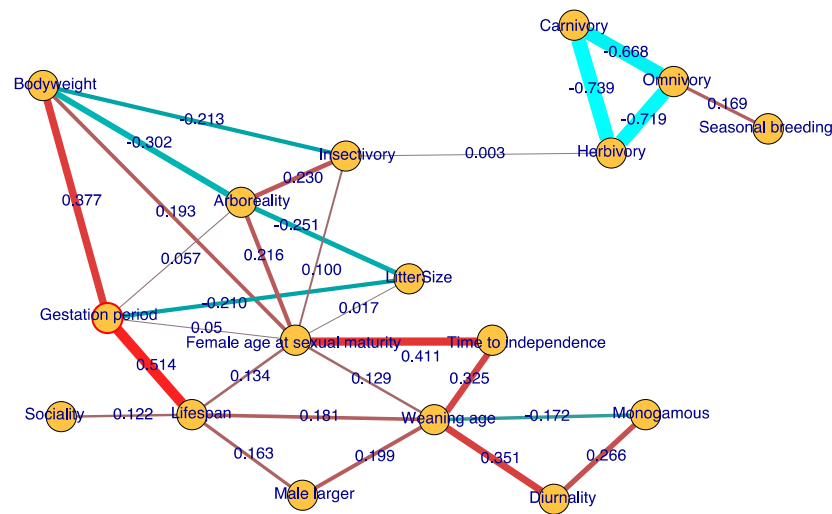 Carnivory
-0.668
Omnivory
Bodyweight
-0.739
0.169
-0.213
-0.719
Seasonal breeding
-0.302
Insectivory
0.003
Herbivory
0.230
0.377
0.193
Arboreality
-0.251
0.216
0.057
0.100
LitterSize
-0.210
0.017
Gestation period
0.05
Female age at sexual maturity
Time to independence
0.411
0.514
0.134
0.129
0.325
Sociality
0.122
Lifespan
0.181
Weaning age
-0.172
Monogamous
0.163
0.199
0.351
0.266
Male larger
Diurnality